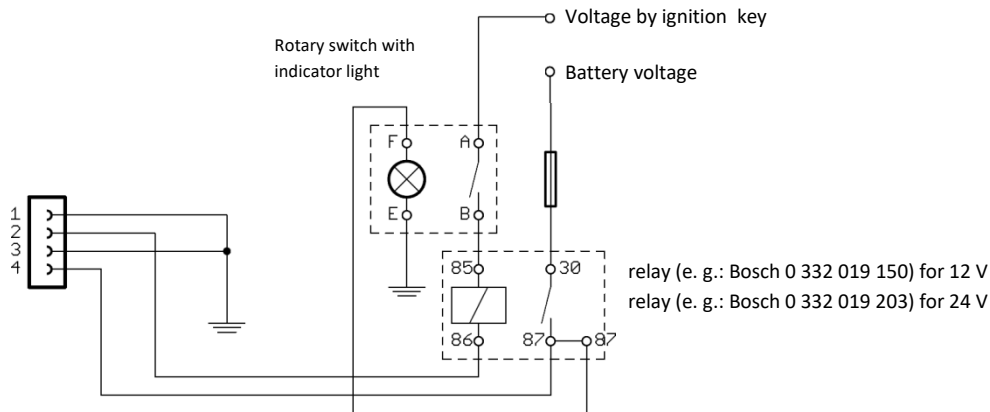 Voltage by ignition key
Rotary switch with
indicator light
Battery voltage
F
A
E
B
1
2
3
4
85
30
relay (e. g.: Bosch 0 332 019 150) for 12 V
relay (e. g.: Bosch 0 332 019 203) for 24 V
86
87
87